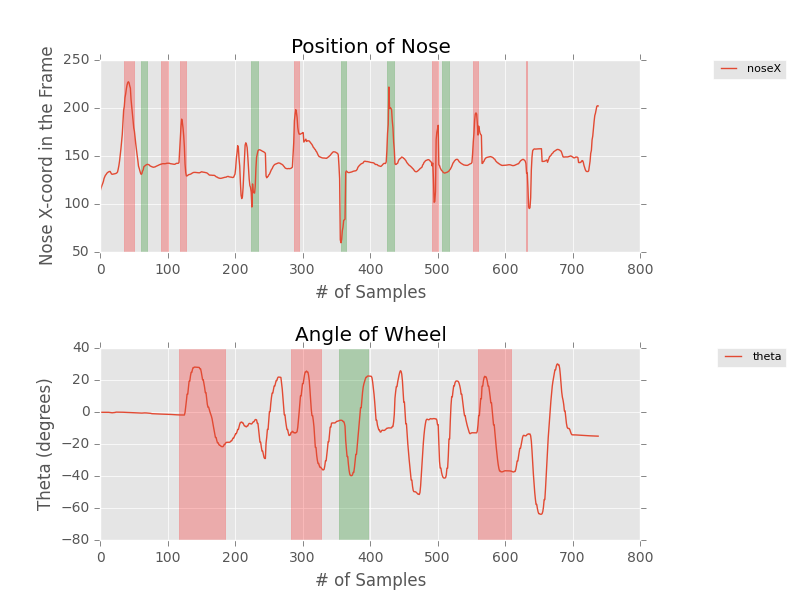 Position of Nose
Nose X-coord in the Frame
250
200
150
100
50
0 100 200 300 400 500 600 700 800
# of Samples
noseX
Angle of Wheel
Theta (degrees)
40
20
0
−20
−40
−60
−80
0 100 200 300 400 500 600 700 800
# of Samples
theta